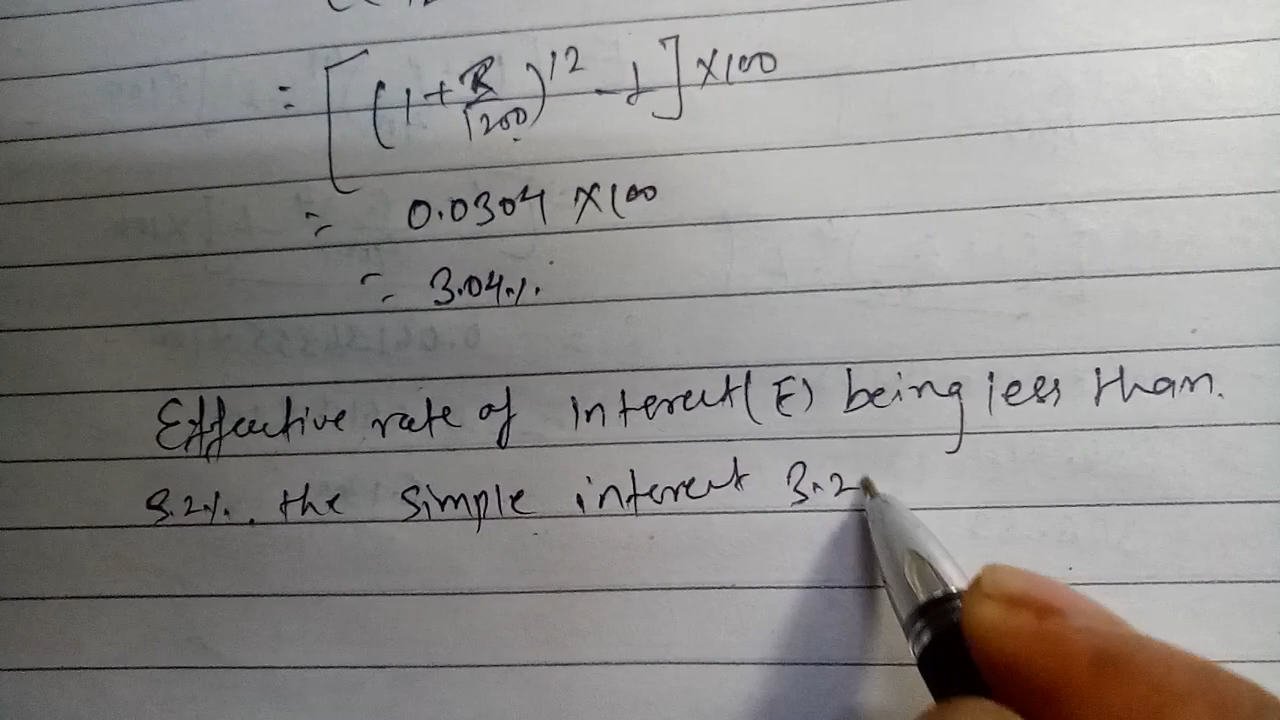 = [(1+R/1200)^12 - 1] ×100
= 0.0304 ×100
= 3.04%.
Effective rate of interest(E) being less than.
3.2%. the simple interest 3.2